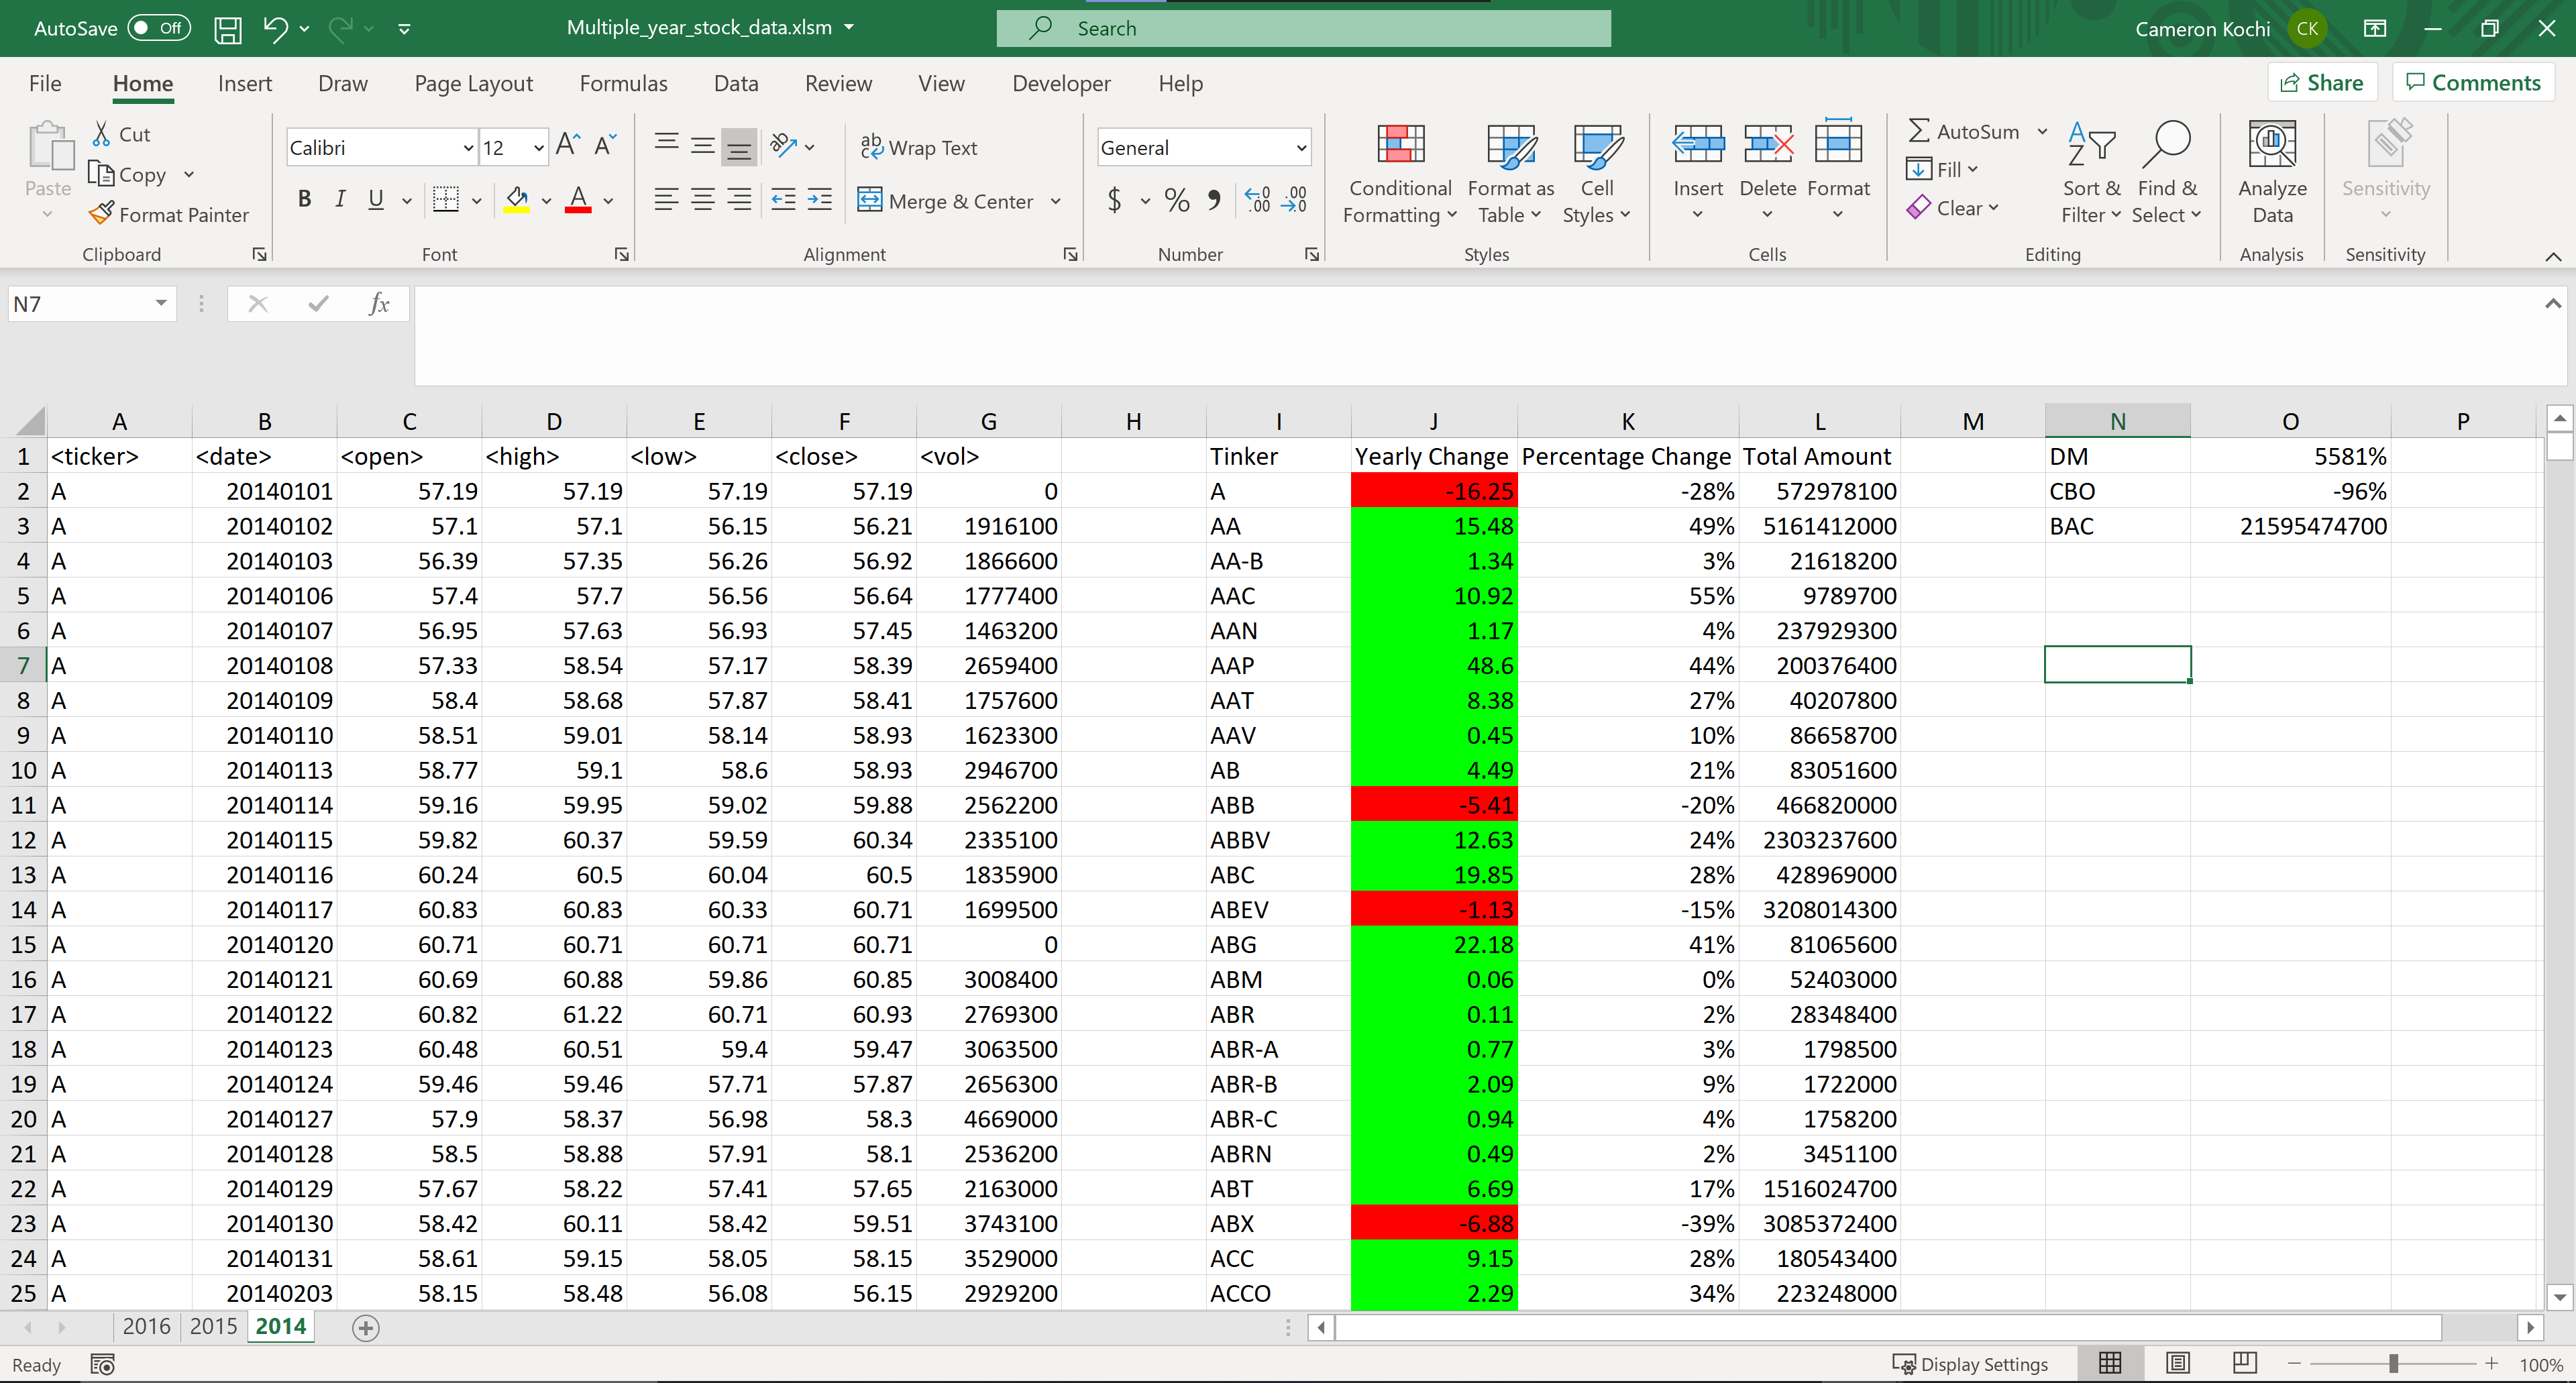 AutoSave Off Multiple_year_stock_data.xlsm Search Cameron Kochi CK
File Home Insert Draw Page Layout Formulas Data Review View Developer Help Share Comments
Paste
Cut
Copy
Format Painter
Clipboard
Calibri 12
B I U
Font
Wrap Text
Merge & Center
Alignment
General
$ % ,
Number
Conditional Formatting
Format as Table
Cell Styles
Styles
Insert Delete Format
Cells
AutoSum
Fill
Clear
Sort & Filter
Find & Select
Editing
Analyze Data
Analysis
Sensitivity
Sensitivity
N7 fx
A B C D E F G H I J K L M N O P
1 <ticker> <date> <open> <high> <low> <close> <vol> Tinker Yearly Change Percentage Change Total Amount DM 5581%
2 A 20140101 57.19 57.19 57.19 57.19 0 A -16.25 -28% 572978100 CBO -96%
3 A 20140102 57.1 57.1 56.15 56.21 1916100 AA 15.48 49% 5161412000 BAC 21595474700
4 A 20140103 56.39 57.35 56.26 56.92 1866600 AA-B 1.34 3% 21618200
5 A 20140106 57.4 57.7 56.56 56.64 1777400 AAC 10.92 55% 9789700
6 A 20140107 56.95 57.63 56.93 57.45 1463200 AAN 1.17 4% 237929300
7 A 20140108 57.33 58.54 57.17 58.39 2659400 AAP 48.6 44% 200376400
8 A 20140109 58.4 58.68 57.87 58.41 1757600 AAT 8.38 27% 40207800
9 A 20140110 58.51 59.01 58.14 58.93 1623300 AAV 0.45 10% 86658700
10 A 20140113 58.77 59.1 58.6 58.93 2946700 AB 4.49 21% 83051600
11 A 20140114 59.16 59.95 59.02 59.88 2562200 ABB -5.41 -20% 466820000
12 A 20140115 59.82 60.37 59.59 60.34 2335100 ABBV 12.63 24% 2303237600
13 A 20140116 60.24 60.5 60.04 60.5 1835900 ABC 19.85 28% 428969000
14 A 20140117 60.83 60.83 60.33 60.71 1699500 ABEV -1.13 -15% 3208014300
15 A 20140120 60.71 60.71 60.71 60.71 0 ABG 22.18 41% 81065600
16 A 20140121 60.69 60.88 59.86 60.85 3008400 ABM 0.06 0% 52403000
17 A 20140122 60.82 61.22 60.71 60.93 2769300 ABR 0.11 2% 28348400
18 A 20140123 60.48 60.51 59.4 59.47 3063500 ABR-A 0.77 3% 1798500
19 A 20140124 59.46 59.46 57.71 57.87 2656300 ABR-B 2.09 9% 1722000
20 A 20140127 57.9 58.37 56.98 58.3 4669000 ABR-C 0.94 4% 1758200
21 A 20140128 58.5 58.88 57.91 58.1 2536200 ABRN 0.49 2% 3451100
22 A 20140129 57.67 58.22 57.41 57.65 2163000 ABT 6.69 17% 1516024700
23 A 20140130 58.42 60.11 58.42 59.51 3743100 ABX -6.88 -39% 3085372400
24 A 20140131 58.61 59.15 58.05 58.15 3529000 ACC 9.15 28% 180543400
25 A 20140203 58.15 58.48 56.08 56.15 2929200 ACCO 2.29 34% 223248000
2016 2015 2014
Ready Display Settings 100%